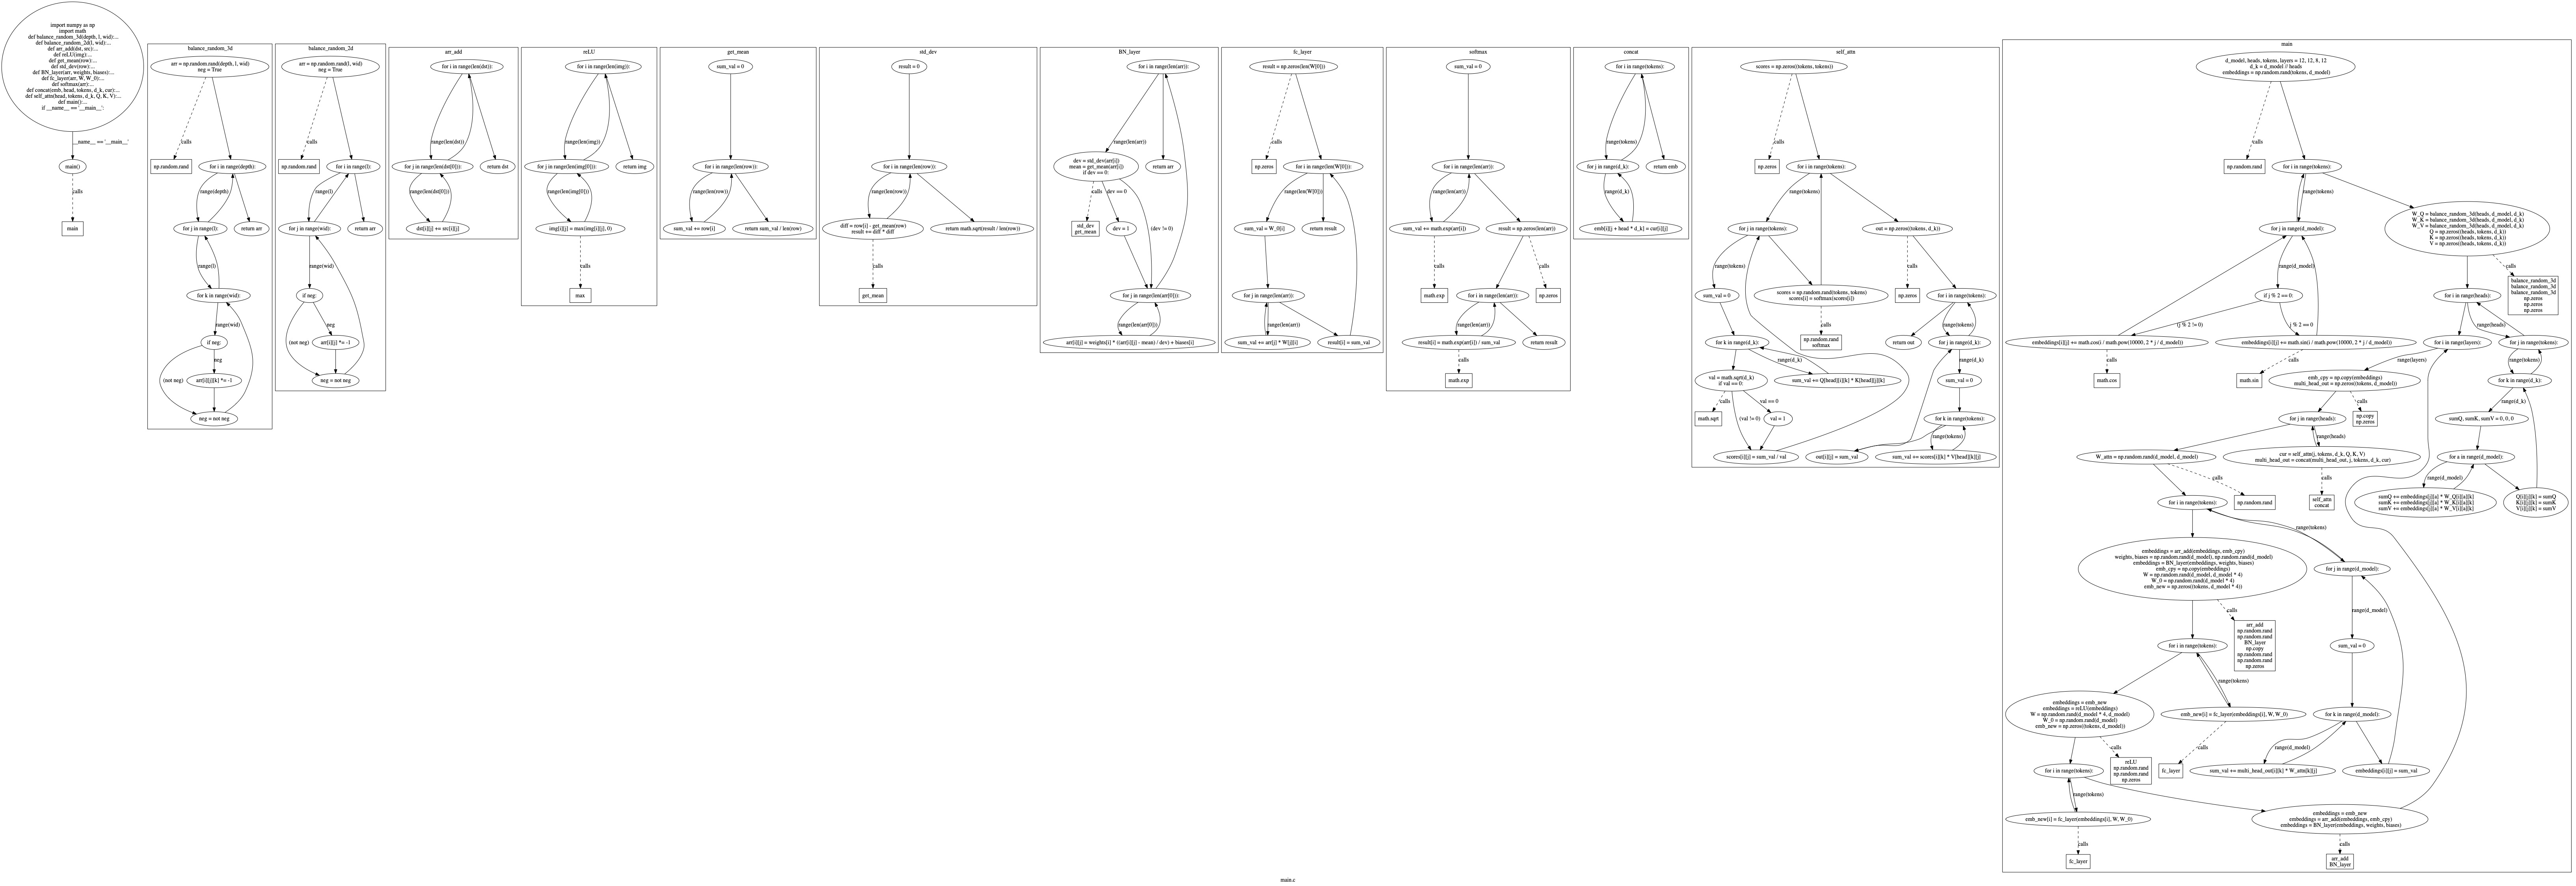 import numpy as np
import math
def balance_random_3d(depth, l, wid):...
def balance_random_2d(l, wid):...
def arr_add(dst, src):...
def reLU(img):...
def get_mean(row):...
def std_dev(row):...
def BN_layer(arr, weights, biases):...
def fc_layer(arr, W, W_0):...
def softmax(arr):...
def concat(emb, head, tokens, d_k, cur):...
def self_attn(head, tokens, d_k, Q, K, V):...
def main():...
if __name__ == '__main__':
__name__ == '__main__'
main()
calls
main
balance_random_3d
arr = np.random.rand(depth, l, wid)
neg = True
calls
np.random.rand
for i in range(depth):
range(depth)
for j in range(l):
return arr
range(l)
for k in range(wid):
range(wid)
if neg:
neg
(not neg)
arr[i][j][k] *= -1
neg = not neg
balance_random_2d
arr = np.random.rand(l, wid)
neg = True
calls
np.random.rand
for i in range(l):
range(l)
for j in range(wid):
return arr
range(wid)
if neg:
neg
(not neg)
arr[i][j] *= -1
neg = not neg
arr_add
for i in range(len(dst)):
range(len(dst))
for j in range(len(dst[0])):
return dst
range(len(dst[0]))
dst[i][j] += src[i][j]
reLU
for i in range(len(img)):
range(len(img))
for j in range(len(img[0])):
return img
range(len(img[0]))
img[i][j] = max(img[i][j], 0)
calls
max
get_mean
sum_val = 0
for i in range(len(row)):
range(len(row))
sum_val += row[i]
return sum_val / len(row)
std_dev
result = 0
for i in range(len(row)):
range(len(row))
diff = row[i] - get_mean(row)
result += diff * diff
return math.sqrt(result / len(row))
calls
get_mean
BN_layer
for i in range(len(arr)):
range(len(arr))
dev = std_dev(arr[i])
mean = get_mean(arr[i])
if dev == 0:
return arr
calls
dev == 0
std_dev
get_mean
dev = 1
(dev != 0)
for j in range(len(arr[0])):
range(len(arr[0]))
arr[i][j] = weights[i] * ((arr[i][j] - mean) / dev) + biases[i]
fc_layer
result = np.zeros(len(W[0]))
calls
np.zeros
for i in range(len(W[0])):
range(len(W[0]))
sum_val = W_0[i]
return result
for j in range(len(arr)):
range(len(arr))
sum_val += arr[j] * W[j][i]
result[i] = sum_val
softmax
sum_val = 0
for i in range(len(arr)):
range(len(arr))
sum_val += math.exp(arr[i])
result = np.zeros(len(arr))
calls
calls
math.exp
for i in range(len(arr)):
np.zeros
range(len(arr))
result[i] = math.exp(arr[i]) / sum_val
return result
calls
math.exp
concat
for i in range(tokens):
range(tokens)
for j in range(d_k):
return emb
range(d_k)
emb[i][j + head * d_k] = cur[i][j]
self_attn
scores = np.zeros((tokens, tokens))
calls
np.zeros
for i in range(tokens):
range(tokens)
for j in range(tokens):
out = np.zeros((tokens, d_k))
range(tokens)
calls
sum_val = 0
scores = np.random.rand(tokens, tokens)
scores[i] = softmax(scores[i])
np.zeros
for i in range(tokens):
calls
range(tokens)
for k in range(d_k):
np.random.rand
softmax
return out
for j in range(d_k):
range(d_k)
range(d_k)
val = math.sqrt(d_k)
if val == 0:
sum_val += Q[head][i][k] * K[head][j][k]
sum_val = 0
calls
val == 0
math.sqrt
(val != 0)
val = 1
for k in range(tokens):
range(tokens)
scores[i][j] = sum_val / val
out[i][j] = sum_val
sum_val += scores[i][k] * V[head][k][j]
main
d_model, heads, tokens, layers = 12, 12, 8, 12
d_k = d_model // heads
embeddings = np.random.rand(tokens, d_model)
calls
np.random.rand
for i in range(tokens):
range(tokens)
for j in range(d_model):
W_Q = balance_random_3d(heads, d_model, d_k)
W_K = balance_random_3d(heads, d_model, d_k)
W_V = balance_random_3d(heads, d_model, d_k)
Q = np.zeros((heads, tokens, d_k))
K = np.zeros((heads, tokens, d_k))
V = np.zeros((heads, tokens, d_k))
range(d_model)
calls
if j % 2 == 0:
for i in range(heads):
balance_random_3d
balance_random_3d
balance_random_3d
np.zeros
np.zeros
np.zeros
(j % 2 != 0)
j % 2 == 0
range(heads)
embeddings[i][j] += math.cos(i / math.pow(10000, 2 * j / d_model))
embeddings[i][j] += math.sin(i / math.pow(10000, 2 * j / d_model))
for i in range(layers):
for j in range(tokens):
calls
calls
range(layers)
range(tokens)
math.cos
math.sin
emb_cpy = np.copy(embeddings)
multi_head_out = np.zeros((tokens, d_model))
for k in range(d_k):
calls
range(d_k)
for j in range(heads):
np.copy
np.zeros
sumQ, sumK, sumV = 0, 0, 0
range(heads)
W_attn = np.random.rand(d_model, d_model)
cur = self_attn(j, tokens, d_k, Q, K, V)
multi_head_out = concat(multi_head_out, j, tokens, d_k, cur)
for a in range(d_model):
calls
calls
range(d_model)
for i in range(tokens):
np.random.rand
self_attn
concat
sumQ += embeddings[j][a] * W_Q[i][a][k]
sumK += embeddings[j][a] * W_K[i][a][k]
sumV += embeddings[j][a] * W_V[i][a][k]
Q[i][j][k] = sumQ
K[i][j][k] = sumK
V[i][j][k] = sumV
range(tokens)
embeddings = arr_add(embeddings, emb_cpy)
weights, biases = np.random.rand(d_model), np.random.rand(d_model)
embeddings = BN_layer(embeddings, weights, biases)
emb_cpy = np.copy(embeddings)
W = np.random.rand(d_model, d_model * 4)
W_0 = np.random.rand(d_model * 4)
emb_new = np.zeros((tokens, d_model * 4))
for j in range(d_model):
calls
range(d_model)
for i in range(tokens):
arr_add
np.random.rand
np.random.rand
BN_layer
np.copy
np.random.rand
np.random.rand
np.zeros
sum_val = 0
range(tokens)
embeddings = emb_new
embeddings = reLU(embeddings)
W = np.random.rand(d_model * 4, d_model)
W_0 = np.random.rand(d_model)
emb_new = np.zeros((tokens, d_model))
emb_new[i] = fc_layer(embeddings[i], W, W_0)
for k in range(d_model):
calls
calls
range(d_model)
for i in range(tokens):
reLU
np.random.rand
np.random.rand
np.zeros
fc_layer
sum_val += multi_head_out[i][k] * W_attn[k][j]
embeddings[i][j] = sum_val
range(tokens)
emb_new[i] = fc_layer(embeddings[i], W, W_0)
embeddings = emb_new
embeddings = arr_add(embeddings, emb_cpy)
embeddings = BN_layer(embeddings, weights, biases)
calls
calls
fc_layer
arr_add
BN_layer
main.c